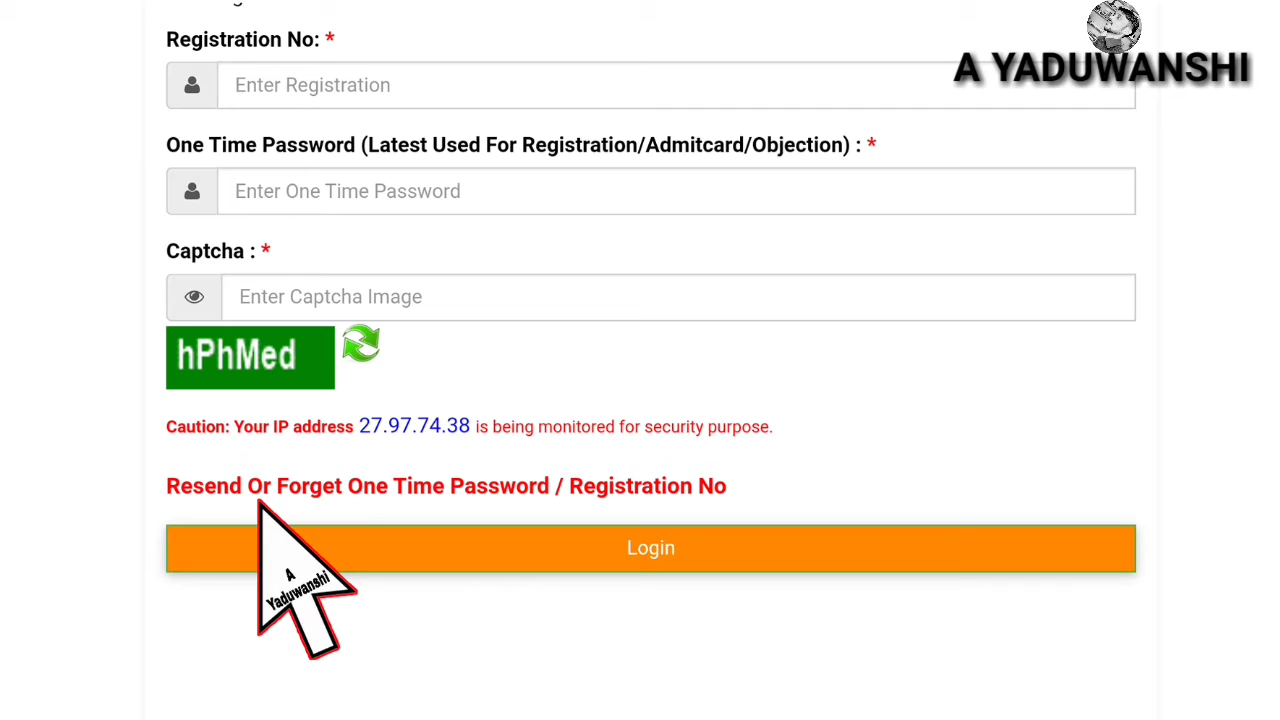 Registration No: *
A YADUWANSHI
Enter Registration
One Time Password (Latest Used For Registration/Admitcard/Objection) : *
Enter One Time Password
Captcha : *
Enter Captcha Image
hPhMed
Caution: Your IP address 27.97.74.38 is being monitored for security purpose.
Resend Or Forget One Time Password / Registration No
Login
A
Yaduwanshi